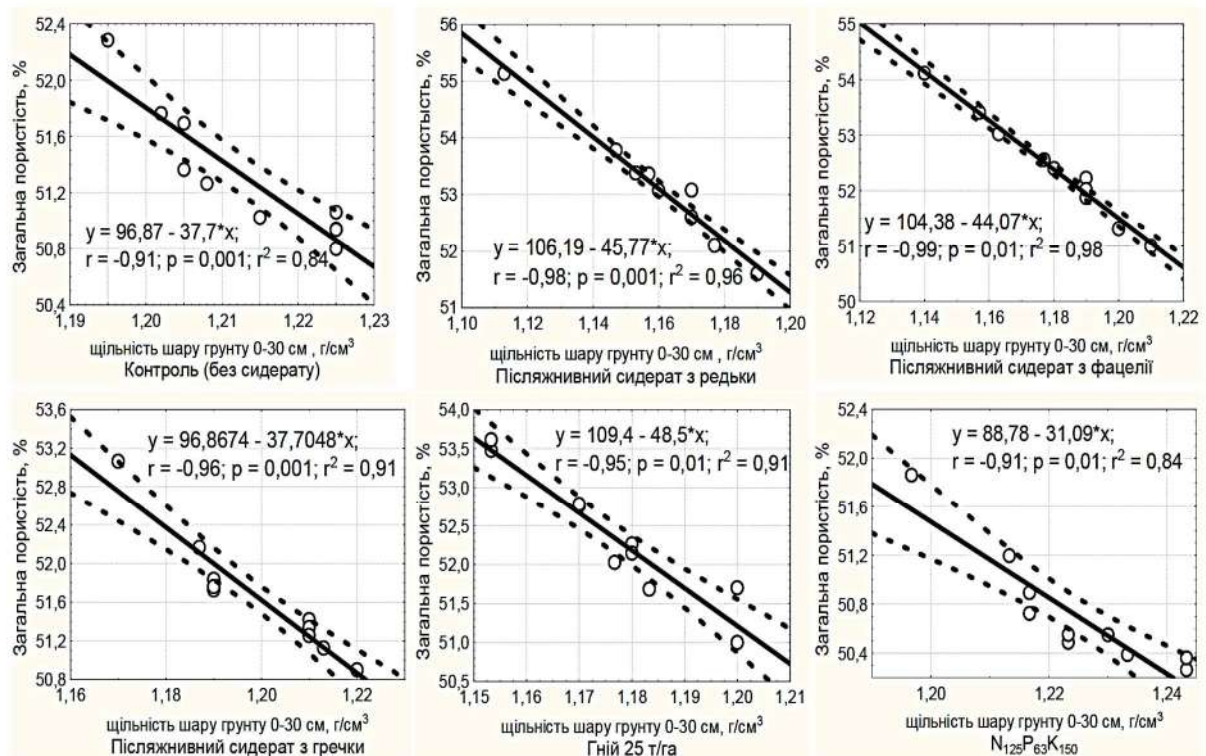 Загальна пористість, %
52,4
52,0
51,6
51,2
50,8
50,4
y = 96,87 - 37,7*x;
r = -0,91; p = 0,001; r² = 0,84
1,19 1,20 1,21 1,22 1,23
щільність шару грунту 0-30 см , г/см³
Контроль (без сидерату)
Загальна пористысть, %
56
55
54
53
52
51
y = 106,19 - 45,77*x;
r = -0,98; p = 0,001; r² = 0,96
1,10 1,12 1,14 1,16 1,18 1,20
щільність шару грунту 0-30 см , г/см³
Післяжнивний сидерат з редьки
Загальна пористість, %
55
54
53
52
51
50
y = 104,38 - 44,07*x;
r = -0,99; p = 0,01; r² = 0,98
1,12 1,14 1,16 1,18 1,20 1,22
щільність шару грунту 0-30 см, г/см³
Післяжнивний сидерат з фацелії
Загальна пористість, %
53,6
53,2
52,8
52,4
52,0
51,6
51,2
50,8
y = 96,8674 - 37,7048*x;
r = -0,96; p = 0,001; r² = 0,91
1,16 1,18 1,20 1,22
щільність шару грунту 0-30 см, г/см³
Післяжнивний сидерат з гречки
Загальна пористість, %
54,0
53,5
53,0
52,5
52,0
51,5
51,0
50,5
y = 109,4 - 48,5*x;
r = -0,95; p = 0,01; r² = 0,91
1,15 1,16 1,17 1,18 1,19 1,20 1,21
щільність шару грунту 0-30 см, г/см³
Гній 25 т/га
Загальна пористість, %
52,4
52,0
51,6
51,2
50,8
50,4
y = 88,78 - 31,09*x;
r = -0,91; p = 0,01; r² = 0,84
1,20 1,22 1,24
щільність шару грунту 0-30 см, г/см³
N₁₂₅P₆₃K₁₅₀